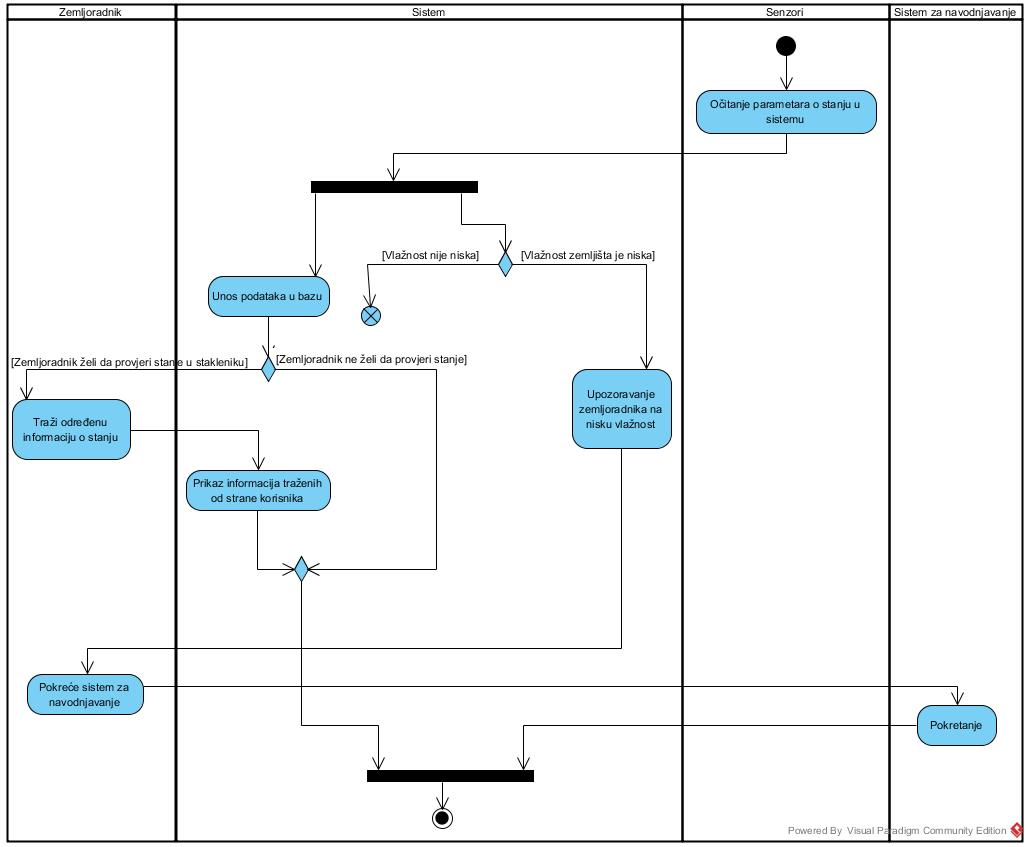 Zemljoradnik
Sistem
Senzori
Sistem za navodnjavanje
Očitanje parametara o stanju u
sistemu
[Vlažnost nije niska]
[Vlažnost zemljišta je niska]
Unos podataka u bazu
[Zemljoradnik želi da provjeri stanje u stakleniku]
[Zemljoradnik ne želi da provjeri stanje]
Upozoravanje
zemljoradnika na
nisku vlažnost
Traži određenu
informaciju o stanju
Prikaz informacija traženih
od strane korisnika
Pokreće sistem za
navodnjavanje
Pokretanje
Powered By Visual Paradigm Community Edition